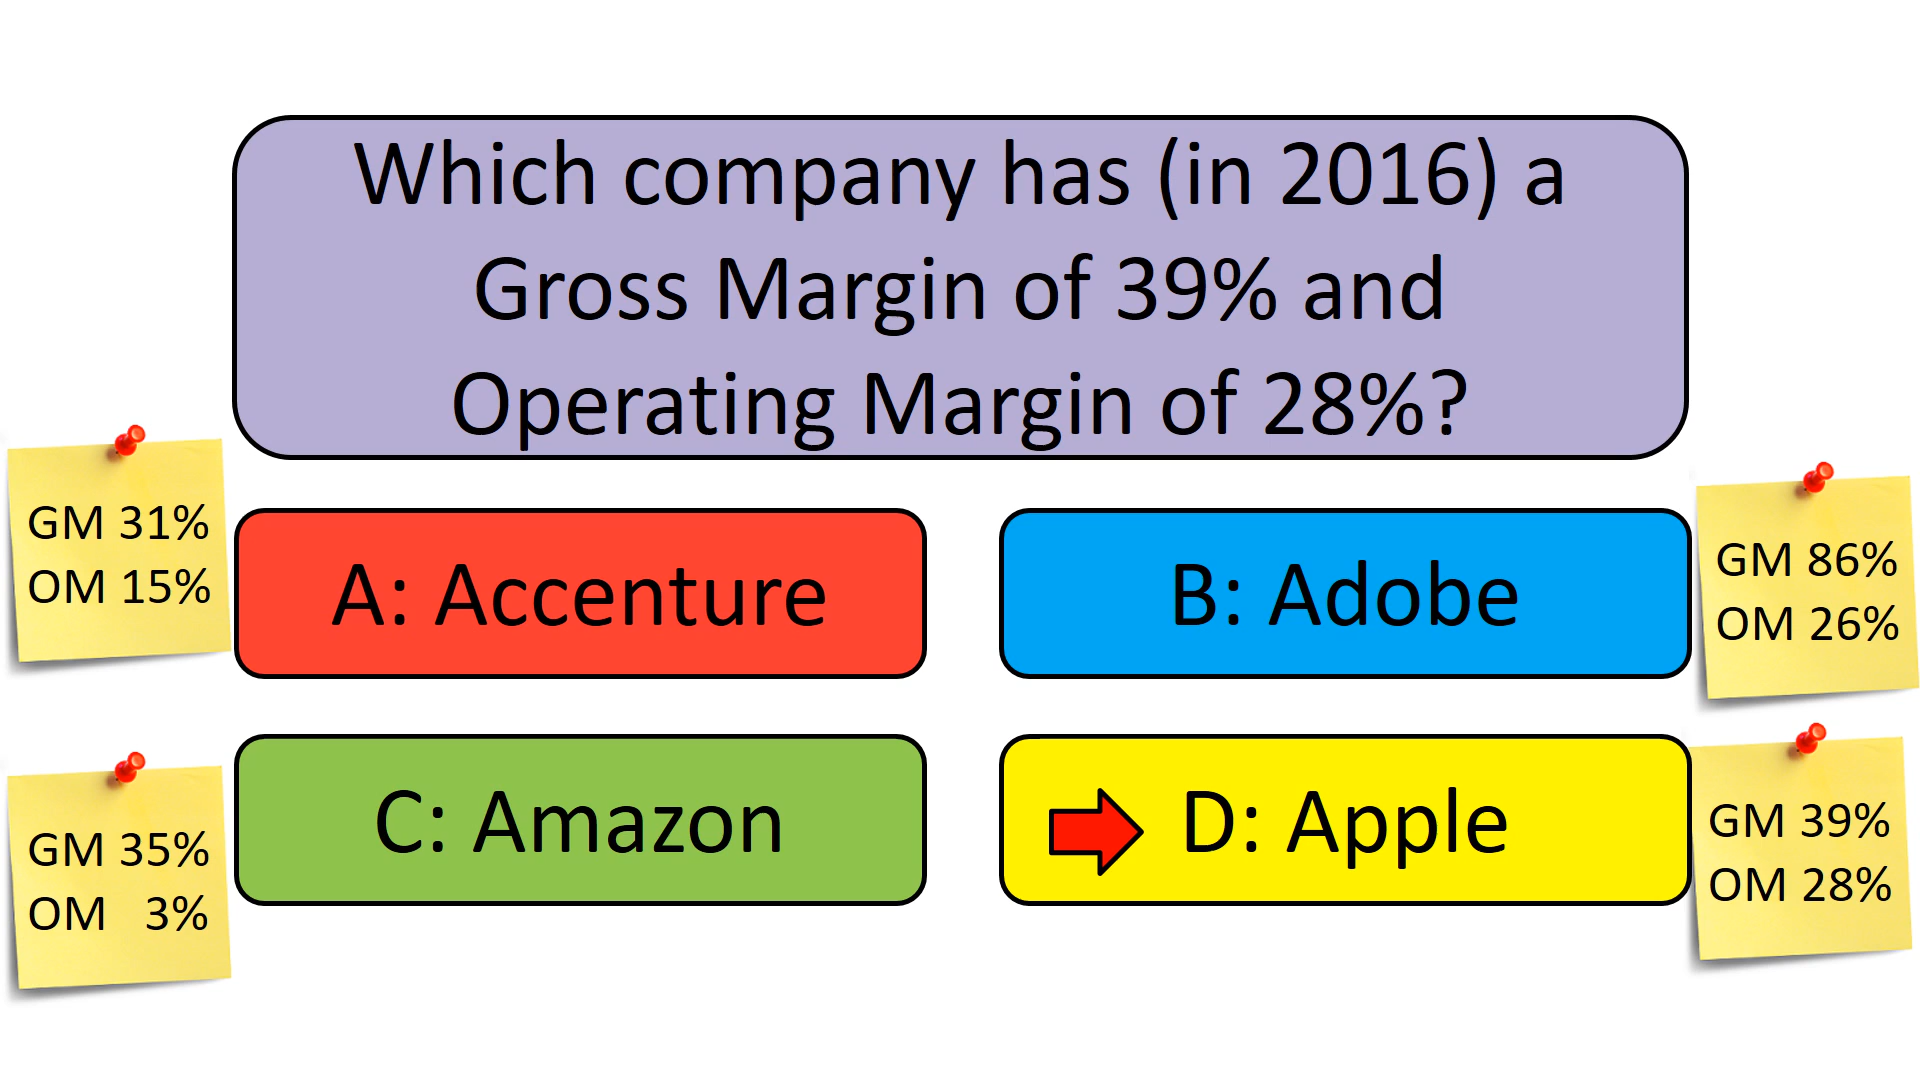 Which company has (in 2016) a
Gross Margin of 39% and
Operating Margin of 28%?
GM 31%
OM 15%
A: Accenture
B: Adobe
GM 86%
OM 26%
GM 35%
OM 3%
C: Amazon
D: Apple
GM 39%
OM 28%